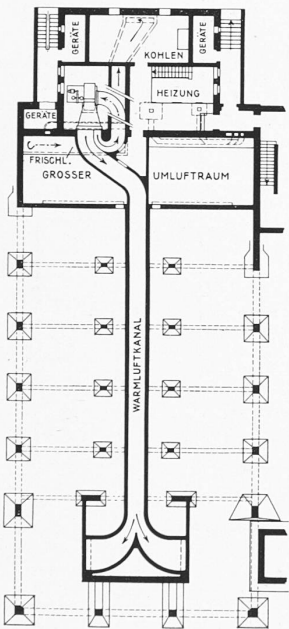 GERÄTE
KOHLEN
GERÄTE
HEIZUNG
GERÄTE
FRISCHL.
GROSSER UMLUFTRAUM
WARMLUFTKANAL